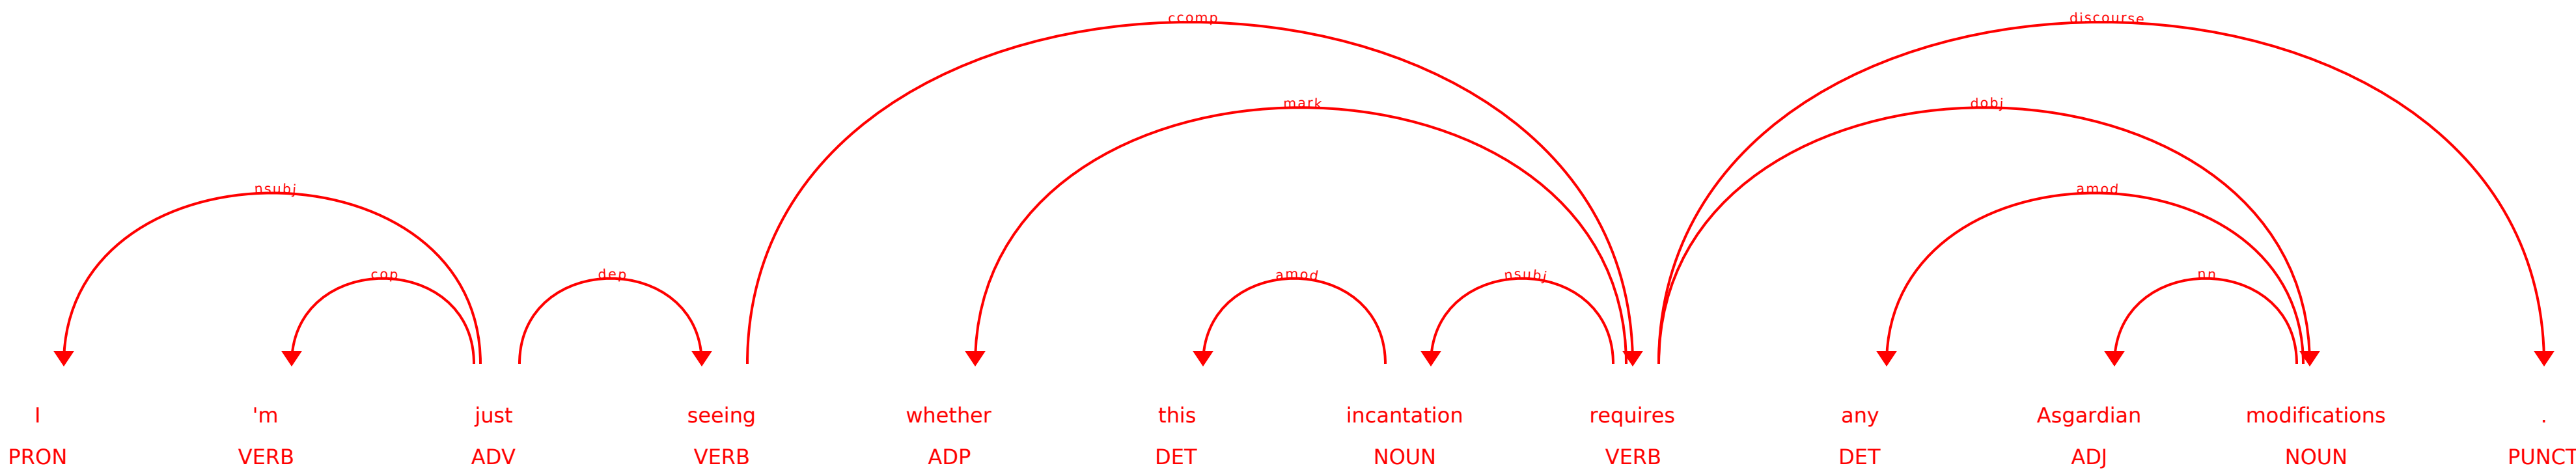 ccomp discourse
mark dobj
nsubj amod
cop dep amod nsubj nn
I 'm just seeing whether this incantation requires any Asgardian modifications .
PRON VERB ADV VERB ADP DET NOUN VERB DET ADJ NOUN PUNCT